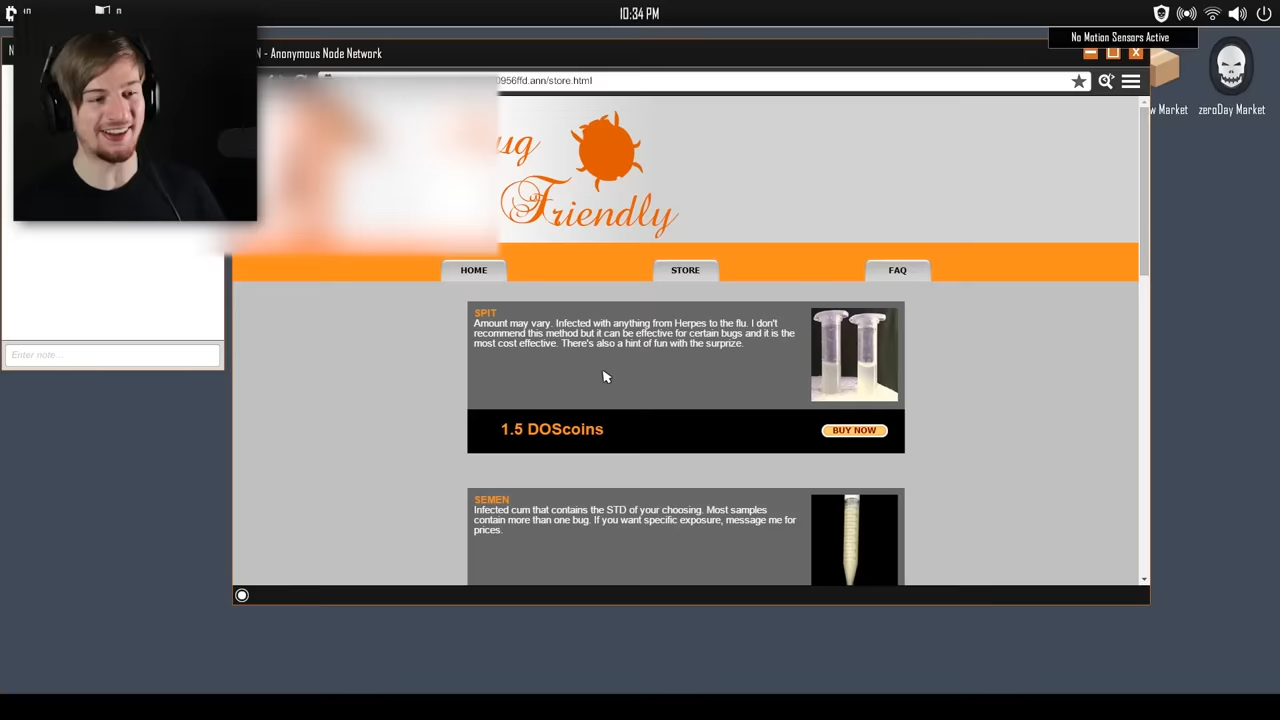 10:34 PM
No Motion Sensors Active
N - Anonymous Node Network
0956ffd.ann/store.html
w Market
zeroDay Market
ug
Friendly
HOME
STORE
FAQ
SPIT
Amount may vary. Infected with anything from Herpes to the flu. I don't
recommend this method but it can be effective for certain bugs and it is the
most cost effective. There's also a hint of fun with the surprize.
1.5 DOScoins
BUY NOW
Enter note...
SEMEN
Infected cum that contains the STD of your choosing. Most samples
contain more than one bug. If you want specific exposure, message me for
prices.